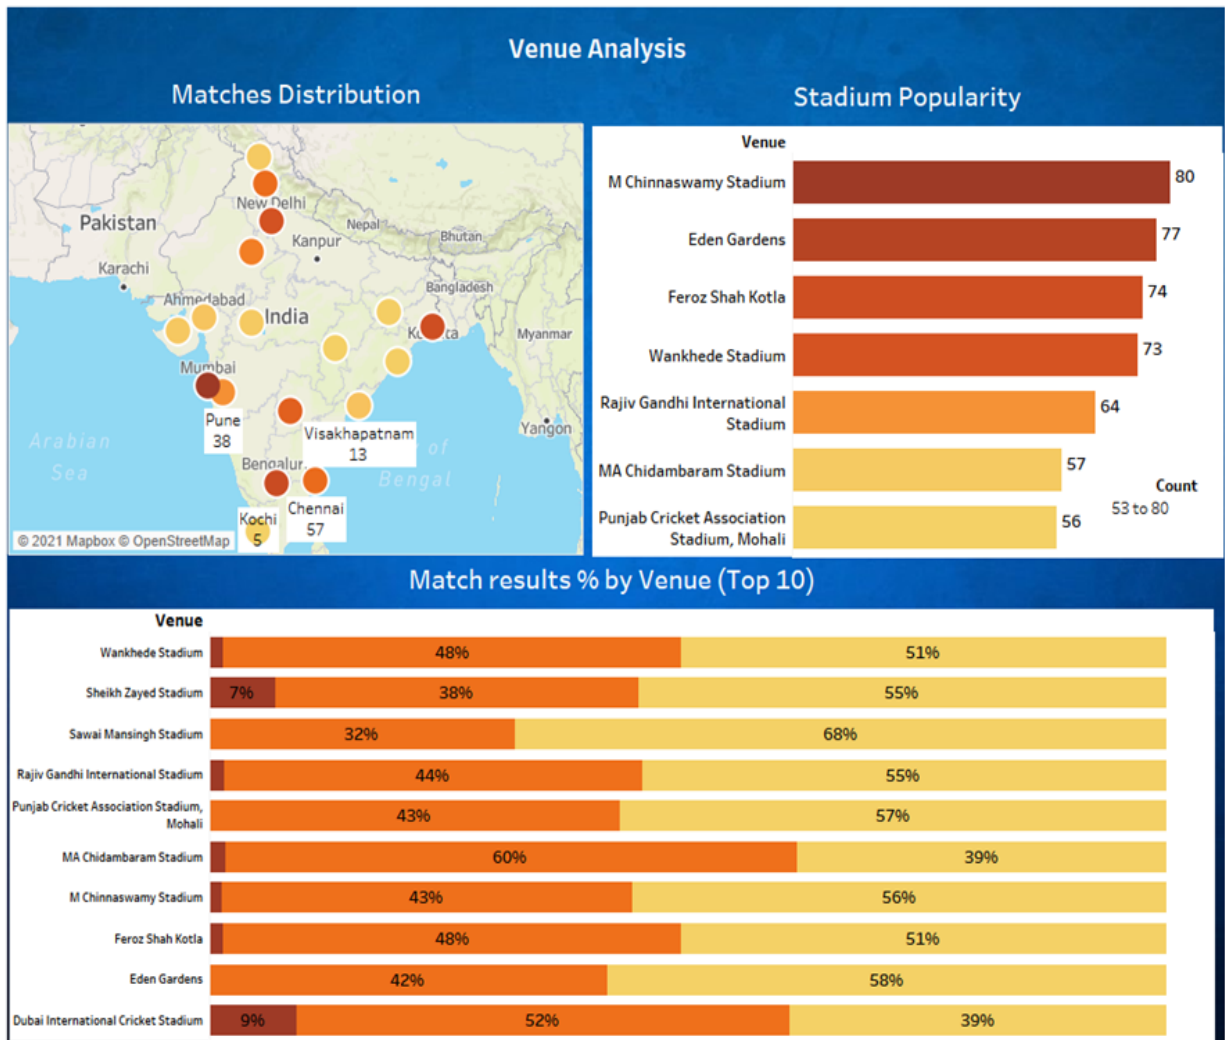 Venue Analysis
Matches Distribution
Stadium Popularity
New Delhi
Pakistan
Nepal
Kanpur
Bhutan
Karachi
Bangladesh
Ahmedabad
India
Myanmar
Mumbai
Pune
38
Visakhapatnam
13
Yangon
Arabian
Sea
of
Bengal
Bengalur
Chennai
57
Kochi
5
© 2021 Mapbox © OpenStreetMap
Venue
M Chinnaswamy Stadium 80
Eden Gardens 77
Feroz Shah Kotla 74
Wankhede Stadium 73
Rajiv Gandhi International
Stadium 64
MA Chidambaram Stadium 57
Punjab Cricket Association
Stadium, Mohali 56
Count
53 to 80
Match results % by Venue (Top 10)
Venue
Wankhede Stadium 48% 51%
Sheikh Zayed Stadium 7% 38% 55%
Sawai Mansingh Stadium 32% 68%
Rajiv Gandhi International Stadium 44% 55%
Punjab Cricket Association Stadium,
Mohali 43% 57%
MA Chidambaram Stadium 60% 39%
M Chinnaswamy Stadium 43% 56%
Feroz Shah Kotla 48% 51%
Eden Gardens 42% 58%
Dubai International Cricket Stadium 9% 52% 39%